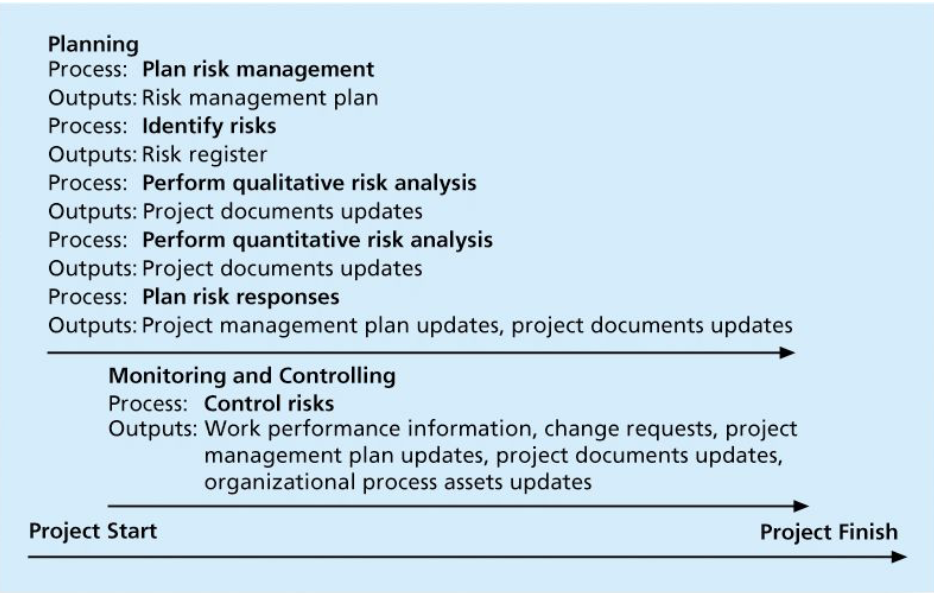 Planning
Process: Plan risk management
Outputs: Risk management plan
Process: Identify risks
Outputs: Risk register
Process: Perform qualitative risk analysis
Outputs: Project documents updates
Process: Perform quantitative risk analysis
Outputs: Project documents updates
Process: Plan risk responses
Outputs: Project management plan updates, project documents updates
Monitoring and Controlling
Process: Control risks
Outputs: Work performance information, change requests, project
management plan updates, project documents updates,
organizational process assets updates
Project Start
Project Finish